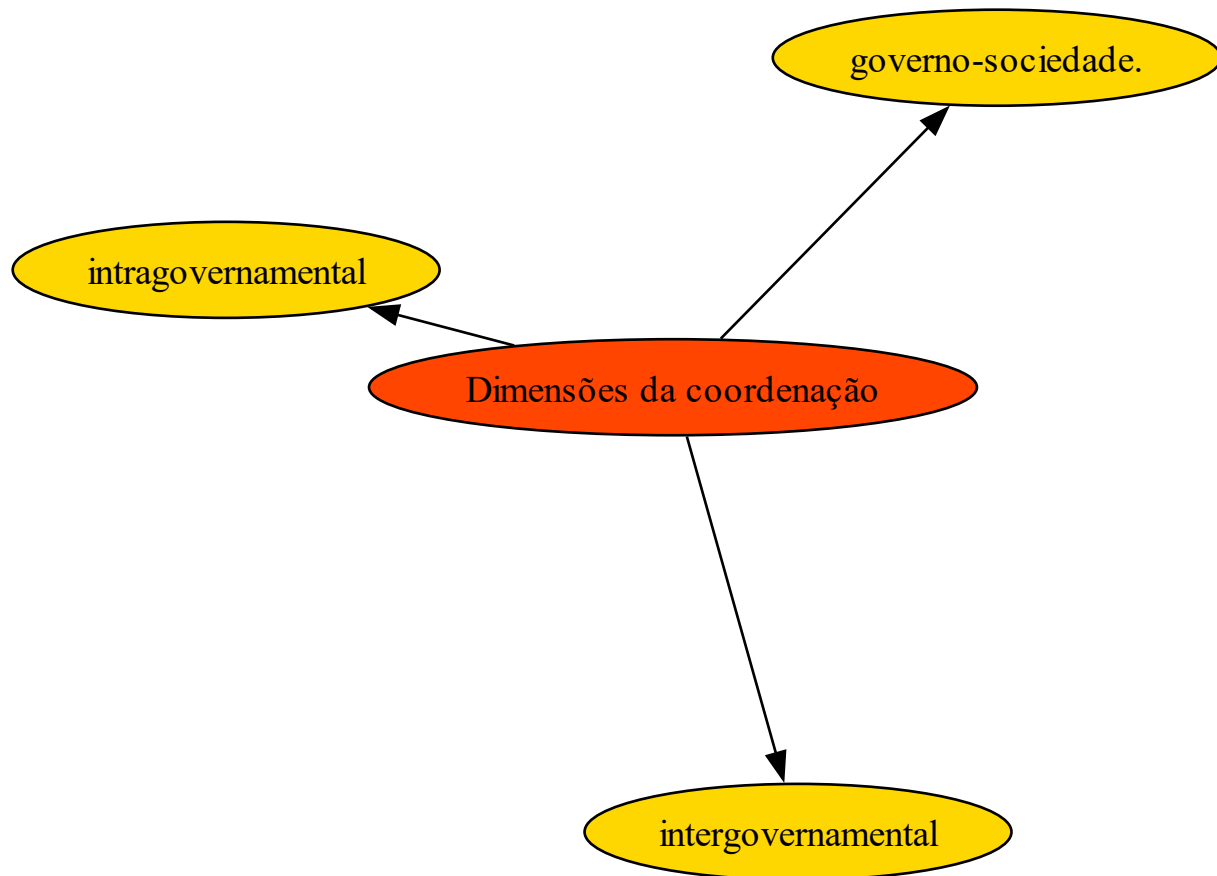 governo-sociedade.
intragovernamental
Dimensões da coordenação
intergovernamental